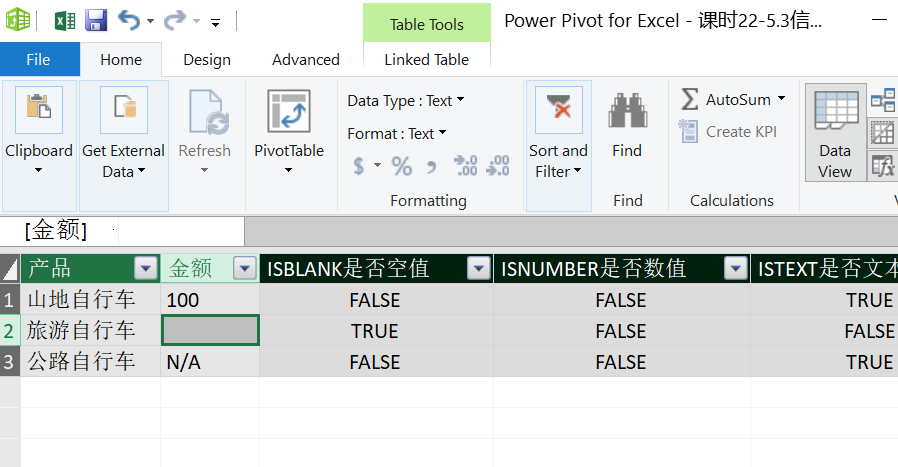 Table Tools
Power Pivot for Excel - 课时22-5.3信...
File Home Design Advanced Linked Table
Data Type : Text
AutoSum
Format : Text
Create KPI
Clipboard
Get External Data
Refresh
PivotTable
$ % , .00 .00
Sort and Filter
Find
Data View
Formatting
Find
Calculations
[金额]
产品 金额 ISBLANK是否空值 ISNUMBER是否数值 ISTEXT是否文本
1 山地自行车 100 FALSE FALSE TRUE
2 旅游自行车 TRUE FALSE FALSE
3 公路自行车 N/A FALSE FALSE TRUE